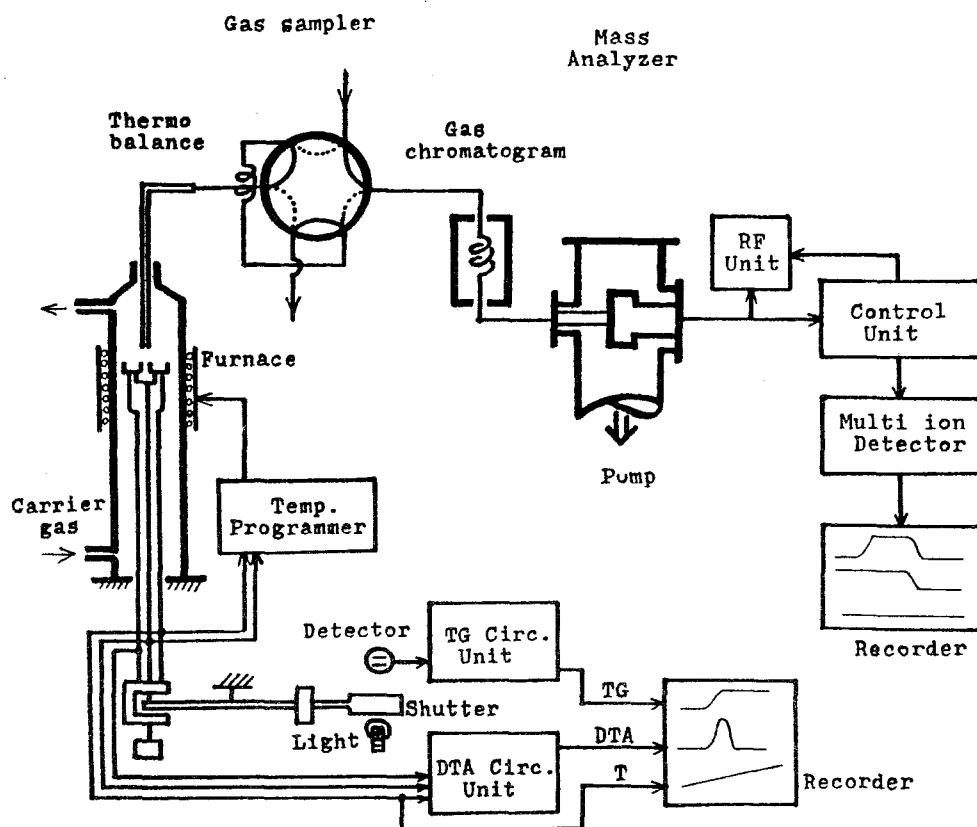 Gas sampler
Mass
Analyzer
Thermo
balance
Gas
chromatogram
RF
Unit
Control
Unit
Furnace
Multi ion
Detector
Pump
Carrier
gas
Temp.
Programmer
Detector
TG Circ.
Unit
Recorder
TG
Shutter
Light
DTA
DTA Circ.
Unit
T
Recorder